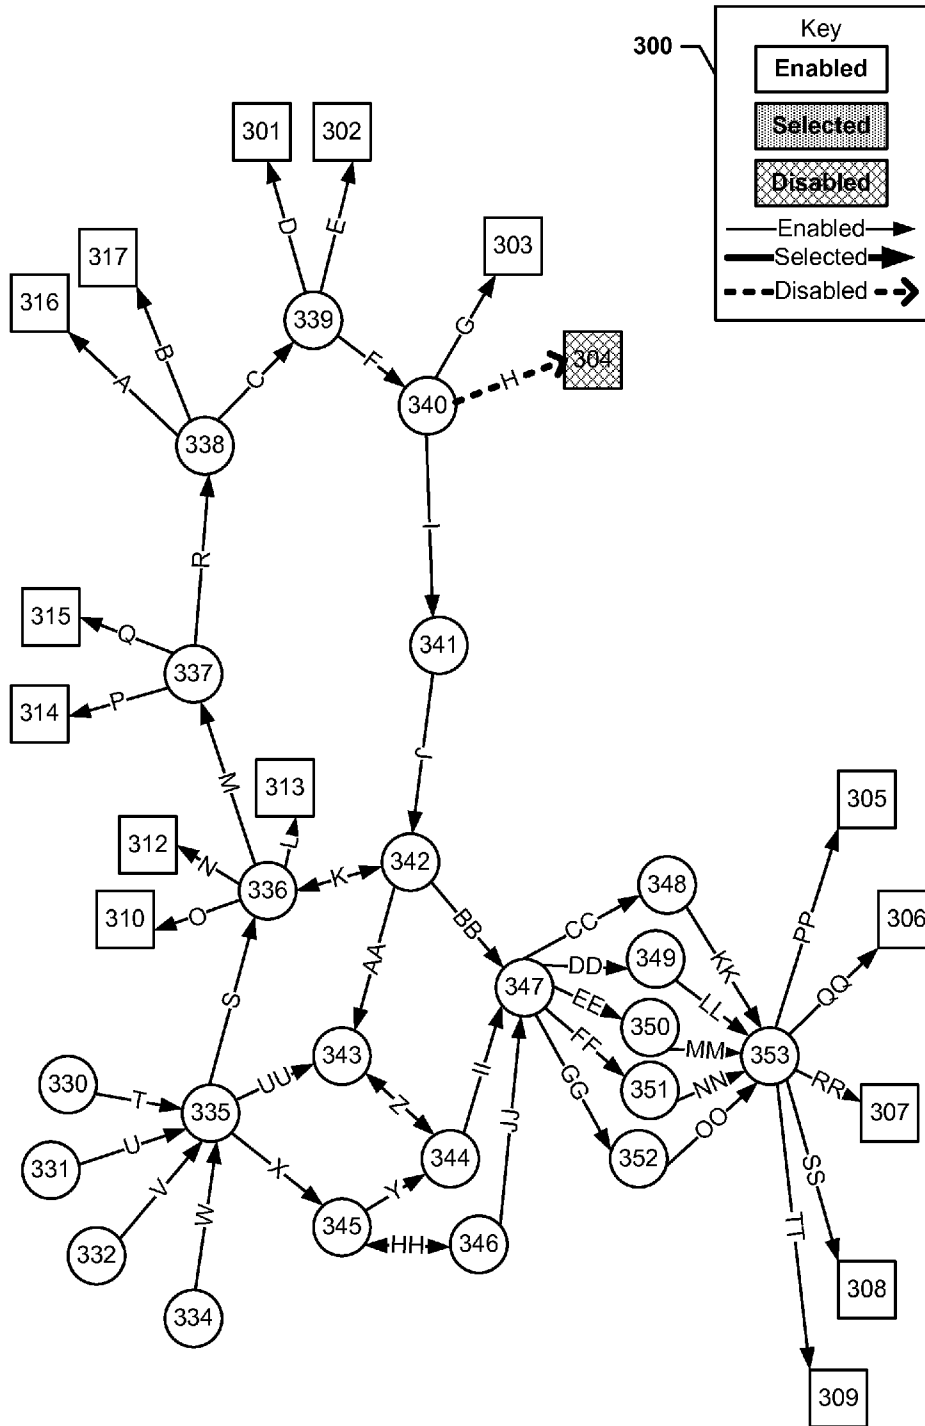 300
Key
Enabled
Selected
Disabled
Enabled
Selected
Disabled
301
302
D
E
317
303
316
339
G
B
F
304
A
C
H
340
338
I
R
315
Q
341
337
P
314
J
M
313
305
L
312
N
342
K
348
336
O
310
PP
306
BB
CC
KK
AA
DD
349
QQ
347
EE
LL
S
350
FF
MM
353
343
UU
330
II
351
NN
RR
T
GG
307
335
Z
JJ
OO
U
331
X
344
352
SS
V
Y
W
345
TT
332
HH
346
308
334
309